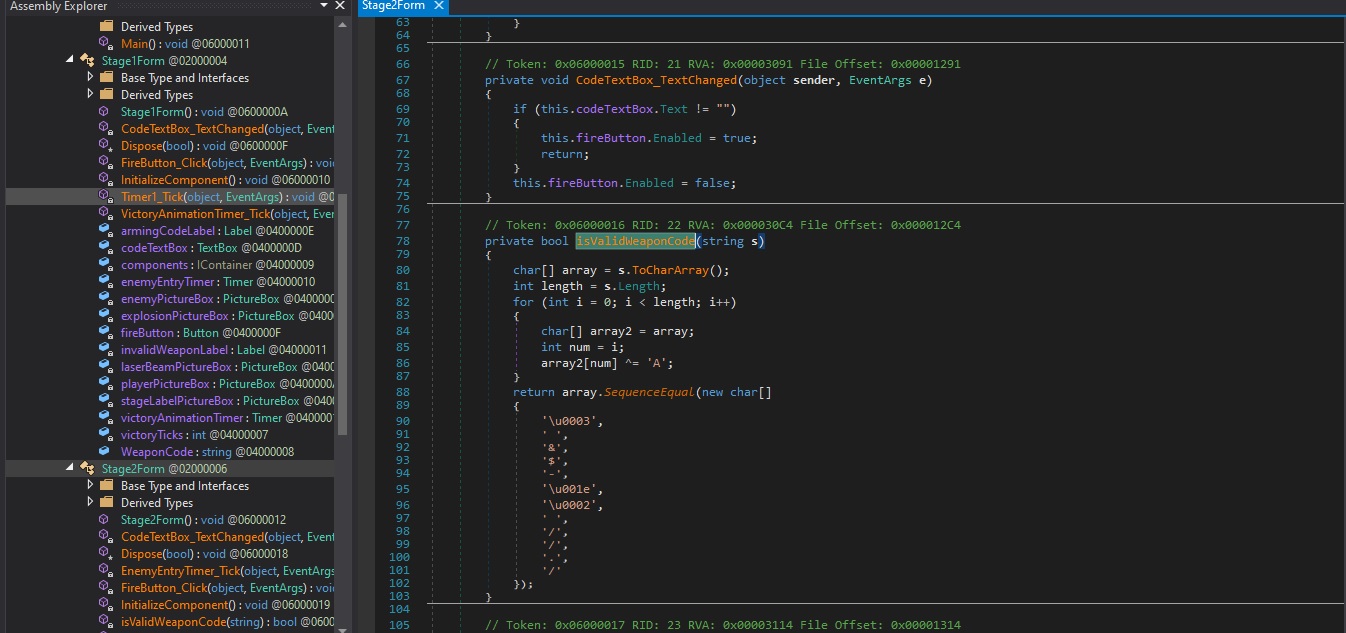 Assembly Explorer
Derived Types
Main() : void @06000011
Stage1Form @02000004
Base Type and Interfaces
Derived Types
Stage1Form() : void @0600000A
CodeTextBox_TextChanged(object, Event
Dispose(bool) : void @0600000F
FireButton_Click(object, EventArgs) : voi
InitializeComponent() : void @06000010
Timer1_Tick(object, EventArgs) : void @0
VictoryAnimationTimer_Tick(object, Ever
armingCodeLabel : Label @0400000E
codeTextBox : TextBox @0400000D
components : IContainer @04000009
enemyEntryTimer : Timer @04000010
enemyPictureBox : PictureBox @0400000
explosionPictureBox : PictureBox @0400
fireButton : Button @0400000F
invalidWeaponLabel : Label @04000011
laserBeamPictureBox : PictureBox @0400
playerPictureBox : PictureBox @0400000
stageLabelPictureBox : PictureBox @0400
victoryAnimationTimer : Timer @040000
victoryTicks : int @04000007
WeaponCode : string @04000008
Stage2Form @02000006
Base Type and Interfaces
Derived Types
Stage2Form() : void @06000012
CodeTextBox_TextChanged(object, Event
Dispose(bool) : void @06000018
EnemyEntryTimer_Tick(object, EventArgs
FireButton_Click(object, EventArgs) : voi
InitializeComponent() : void @06000019
isValidWeaponCode(string) : bool @0600
Stage2Form
63 }
64 }
65
66 // Token: 0x06000015 RID: 21 RVA: 0x00003091 File Offset: 0x00001291
67 private void CodeTextBox_TextChanged(object sender, EventArgs e)
68 {
69 if (this.codeTextBox.Text != "")
70 {
71 this.fireButton.Enabled = true;
72 return;
73 }
74 this.fireButton.Enabled = false;
75 }
76
77 // Token: 0x06000016 RID: 22 RVA: 0x000030C4 File Offset: 0x000012C4
78 private bool isValidWeaponCode(string s)
79 {
80 char[] array = s.ToCharArray();
81 int length = s.Length;
82 for (int i = 0; i < length; i++)
83 {
84 char[] array2 = array;
85 int num = i;
86 array2[num] ^= 'A';
87 }
88 return array.SequenceEqual(new char[]
89 {
90 '\u0003',
91 ' ',
92 '&',
93 '$',
94 '-',
95 '\u001e',
96 '\u0002',
97 ' ',
98 '/',
99 '/',
100 '.',
101 '/'
102 });
103 }
104
105 // Token: 0x06000017 RID: 23 RVA: 0x00003114 File Offset: 0x00001314